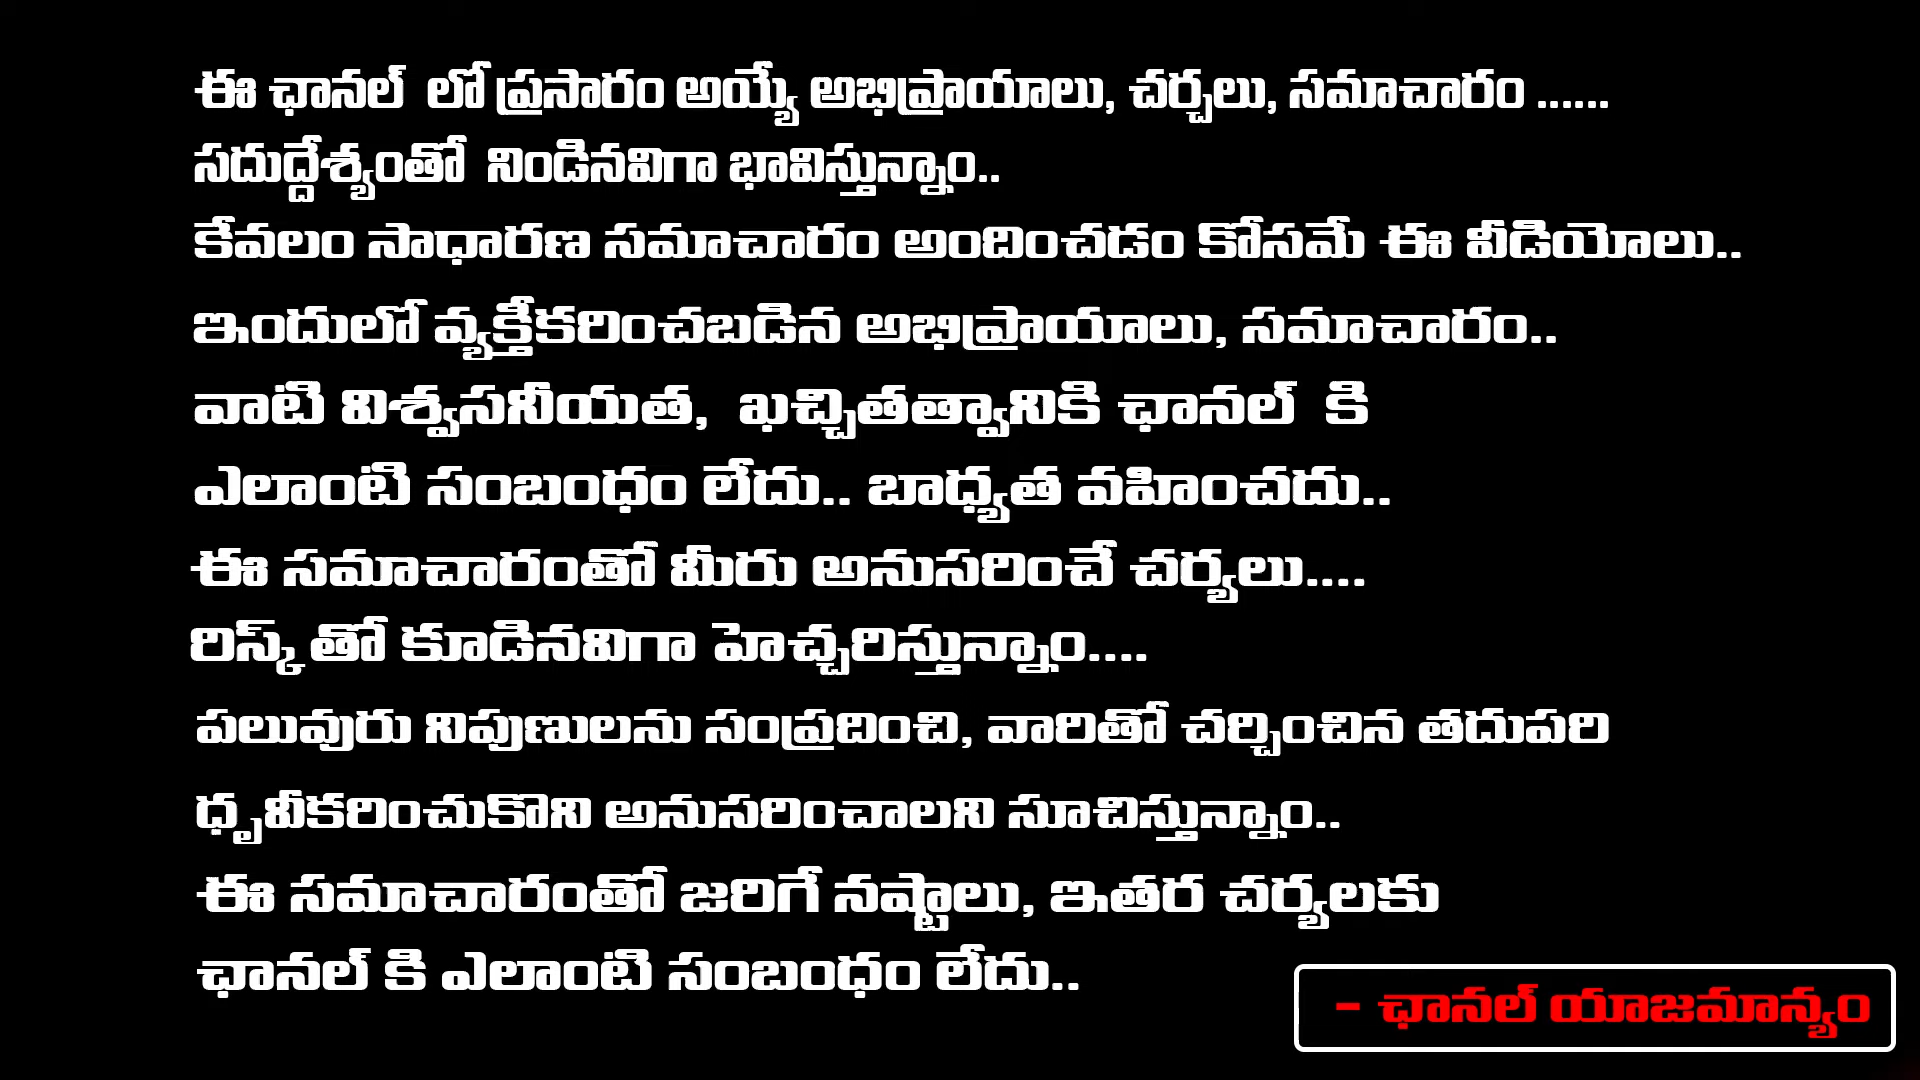 ఈ ఛానల్ లో ప్రసారం అయ్యే అభిప్రాయాలు, చర్చలు, సమాచారం ......
సదుద్దేశ్యంతో నిండినవిగా భావిస్తున్నాం..
కేవలం సాధారణ సమాచారం అందించడం కోసమే ఈ వీడియోలు..
ఇందులో వ్యక్తీకరించబడిన అభిప్రాయాలు, సమాచారం..
వాటి విశ్వసనీయత, ఖచ్చితత్వానికి ఛానల్ కి
ఎలాంటి సంబంధం లేదు.. బాధ్యత వహించదు..
ఈ సమాచారంతో మీరు అనుసరించే చర్యలు....
రిస్క్ తో కూడినవిగా హెచ్చరిస్తున్నాం....
పలువురు నిపుణులను సంప్రదించి, వారితో చర్చించిన తదుపరి
ధృవీకరించుకొని అనుసరించాలని సూచిస్తున్నాం..
ఈ సమాచారంతో జరిగే నష్టాలు, ఇతర చర్యలకు
ఛానల్ కి ఎలాంటి సంబంధం లేదు..
- ఛానల్ యాజమాన్యం